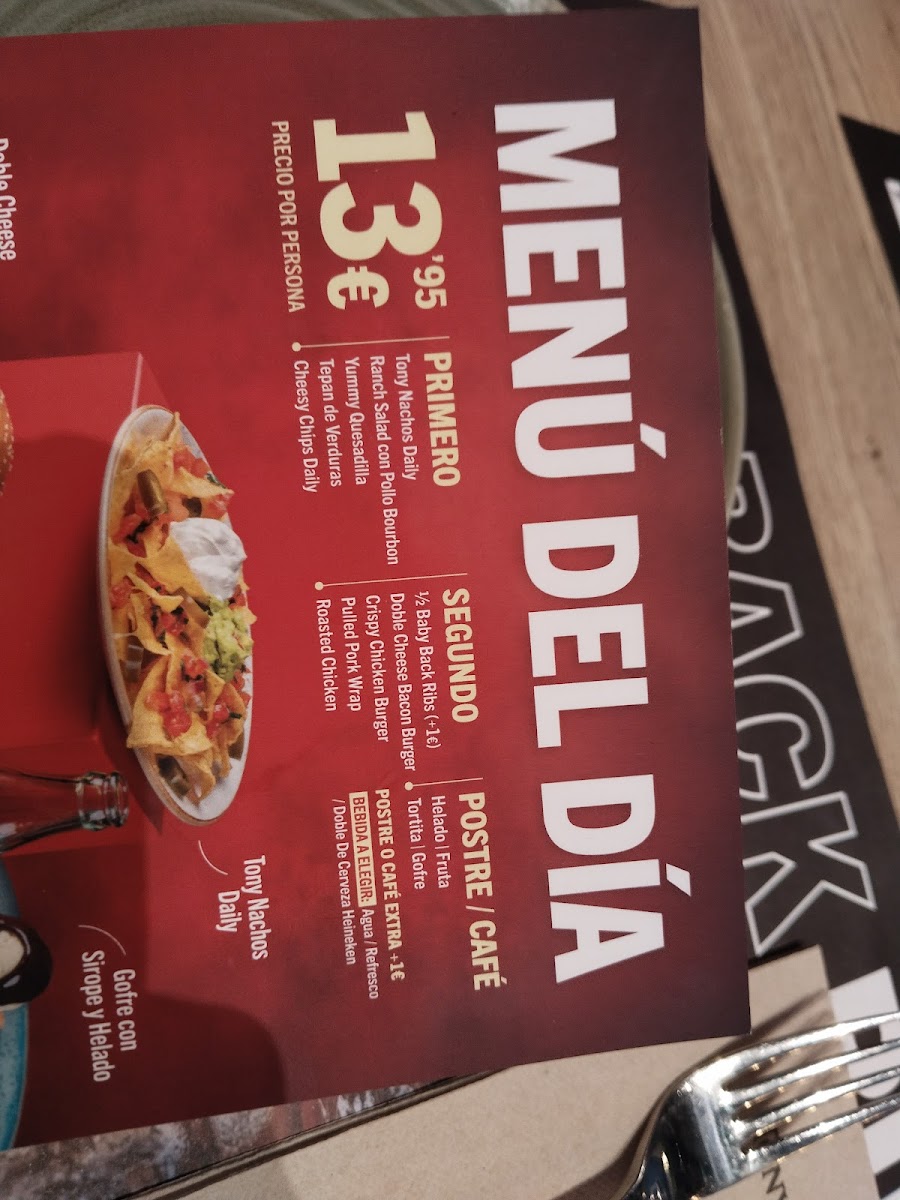 MENÚ DEL DÍA
13'95
€
PRECIO POR PERSONA
PRIMERO
Tony Nachos Daily
Ranch Salad con Pollo Bourbon
Yummy Quesadilla
Tepan de Verduras
Cheesy Chips Daily
SEGUNDO
½ Baby Back Ribs (+1€)
Doble Cheese Bacon Burger
Crispy Chicken Burger
Pulled Pork Wrap
Roasted Chicken
POSTRE / CAFÉ
Helado | Fruta
Tortita | Gofre
POSTRE O CAFÉ EXTRA +1€
BEBIDA A ELEGIR: Agua / Refresco
/ Doble De Cerveza Heineken
Tony Nachos
Daily
Gofre con
Sirope y Helado
Doble Cheese
BACK